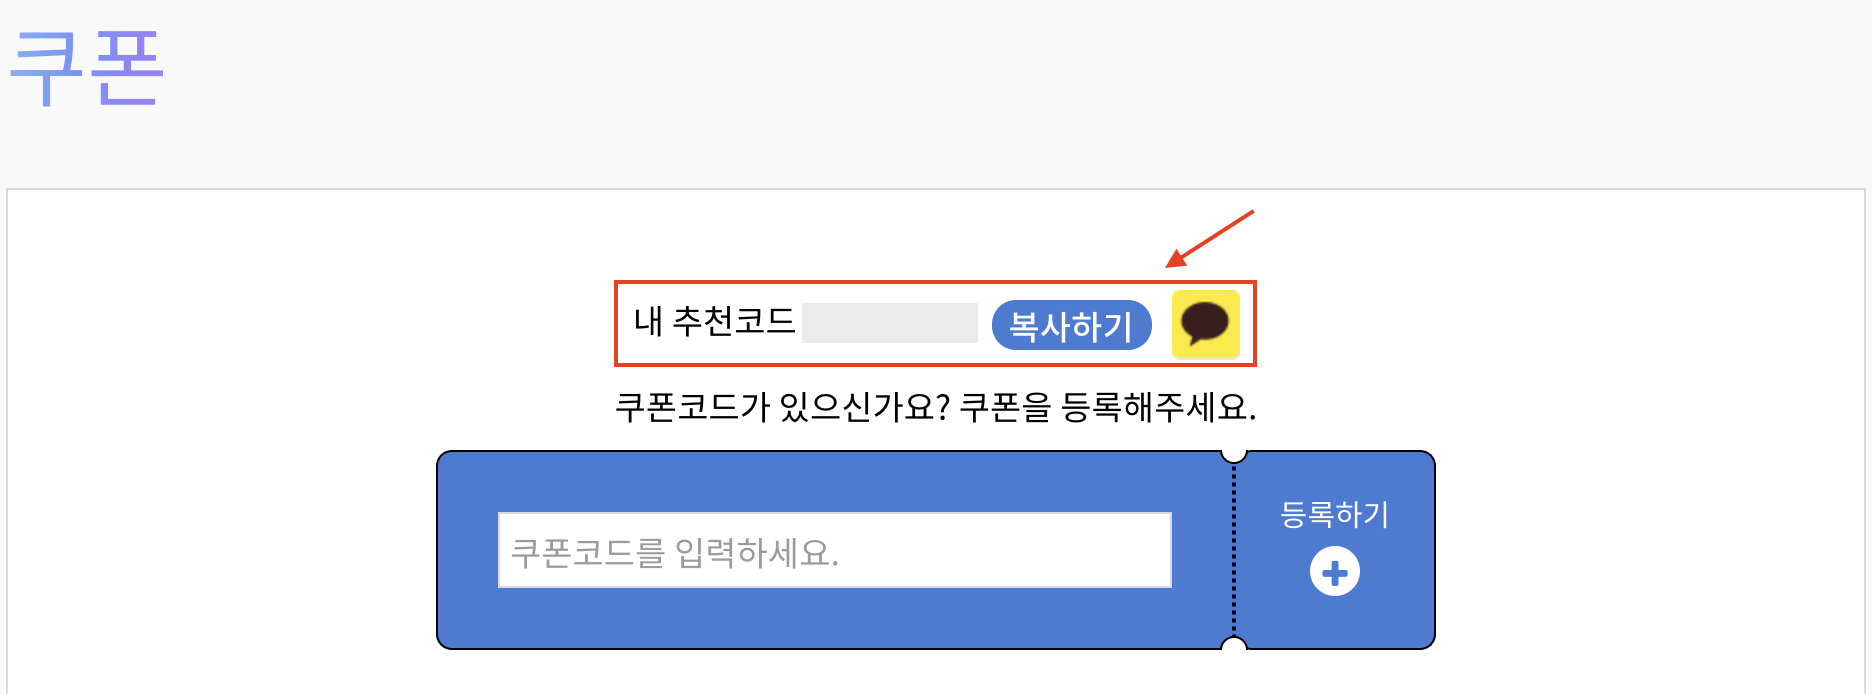 쿠폰
내 추천코드 복사하기
쿠폰코드가 있으신가요? 쿠폰을 등록해주세요.
쿠폰코드를 입력하세요.
등록하기